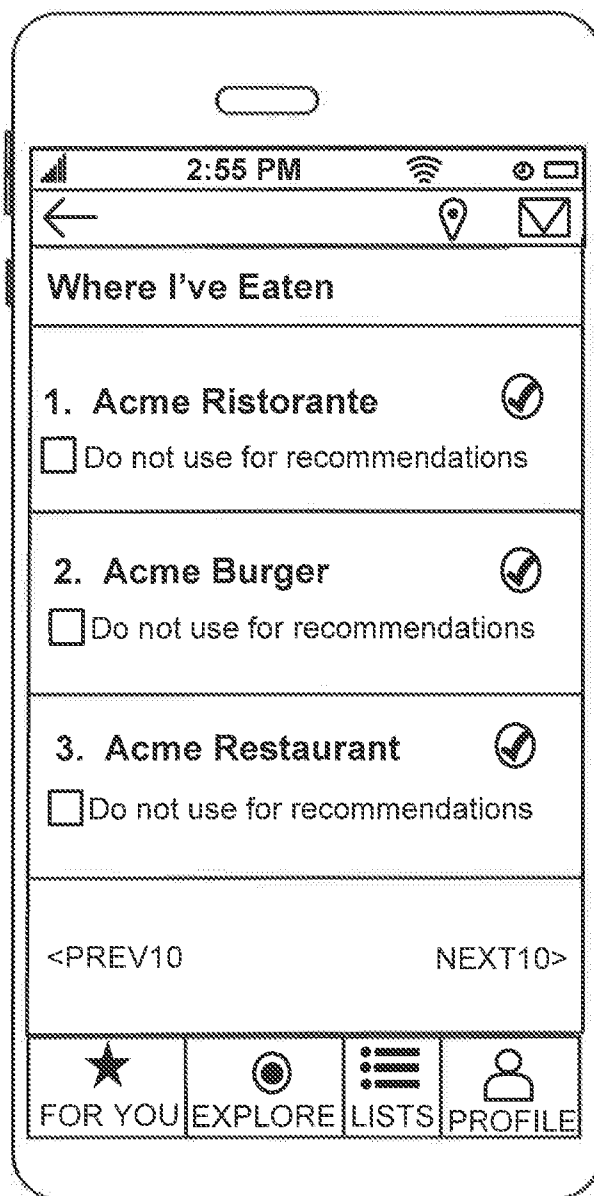 2:55 PM
Where I've Eaten
1. Acme Ristorante
Do not use for recommendations
2. Acme Burger
Do not use for recommendations
3. Acme Restaurant
Do not use for recommendations
<PREV10 NEXT10>
FOR YOU EXPLORE LISTS PROFILE